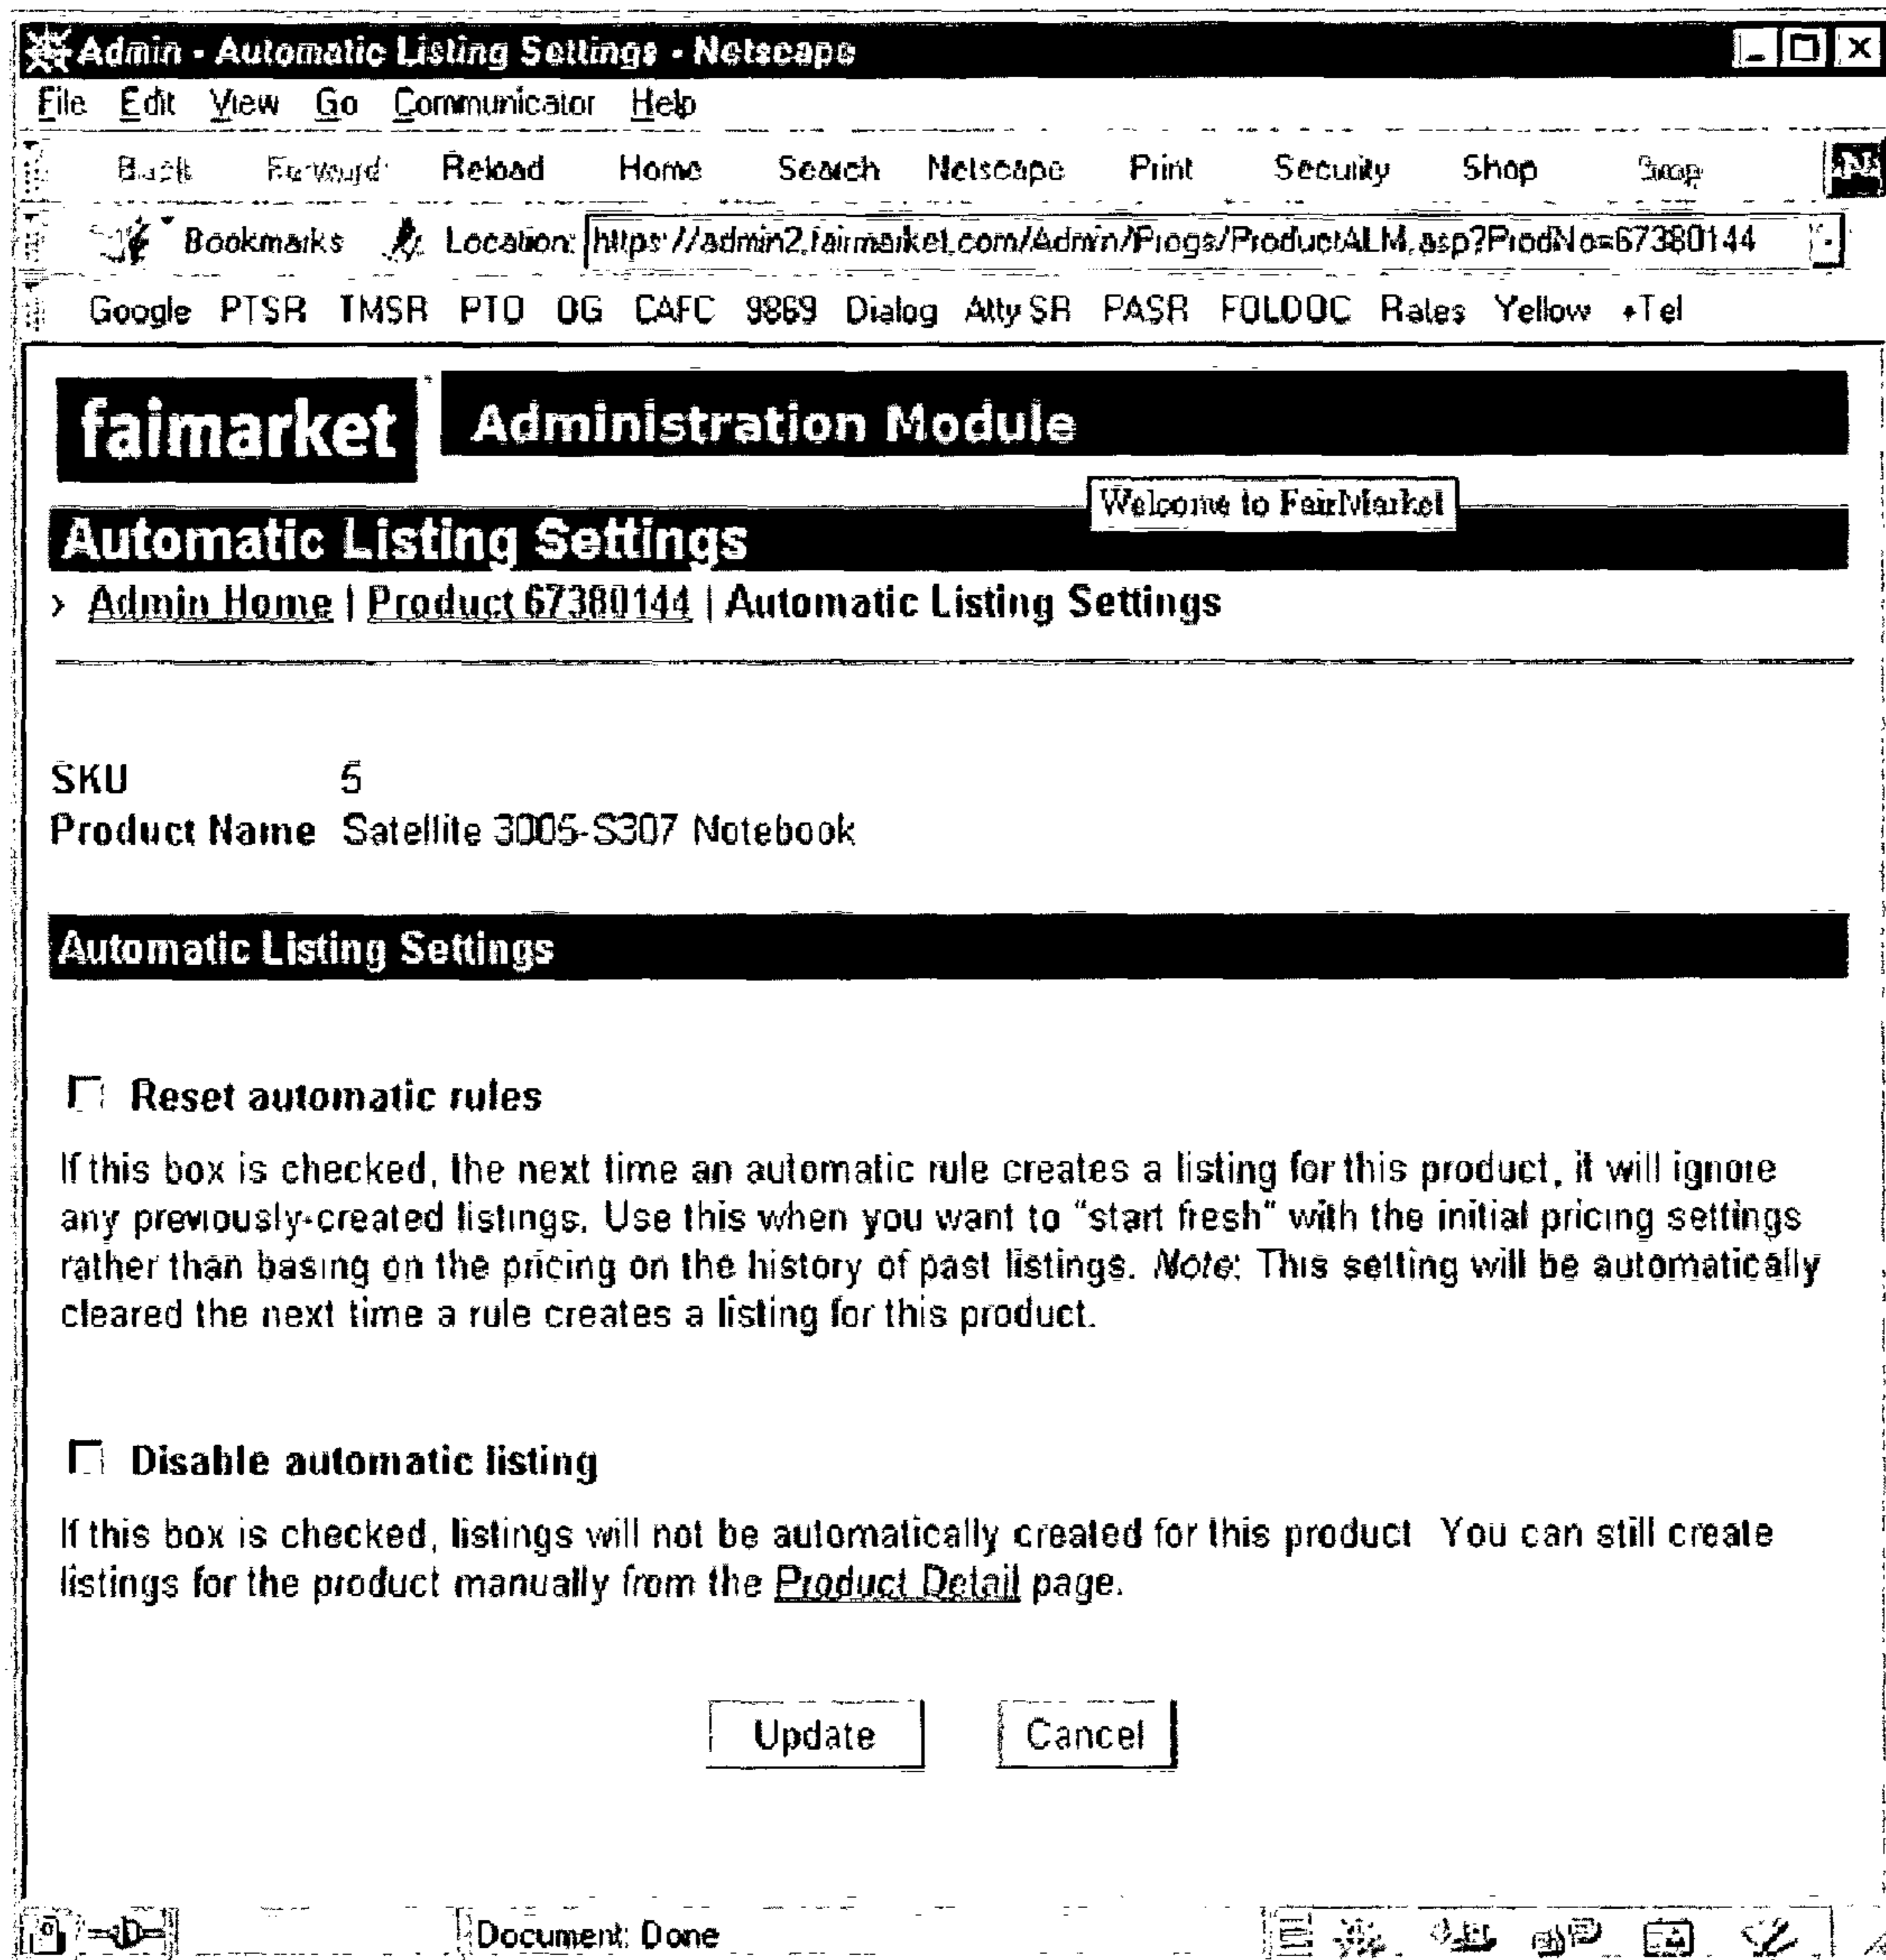 Admin - Automatic Listing Settings - Netscape
File Edit View Go Communicator Help
Back Forward Reload Home Search Netscape Print Security Shop Stop
Bookmarks Location: https://admin2.fairmarket.com/Admin/Progs/ProductALM.asp?ProdNo=67380144
Google PTSR TMSR PTO OG CAFC 9869 Dialog Atty SR PASR FOLDOC Rates Yellow +Tel
faimarket Administration Module
Welcome to FairMarket
Automatic Listing Settings
> Admin Home | Product 67380144 | Automatic Listing Settings
SKU 5
Product Name Satellite 3005-S307 Notebook
Automatic Listing Settings
Reset automatic rules
If this box is checked, the next time an automatic rule creates a listing for this product, it will ignore
any previously-created listings. Use this when you want to "start fresh" with the initial pricing settings
rather than basing on the pricing on the history of past listings. Note: This setting will be automatically
cleared the next time a rule creates a listing for this product.
Disable automatic listing
If this box is checked, listings will not be automatically created for this product You can still create
listings for the product manually from the Product Detail page.
Update Cancel
Document: Done